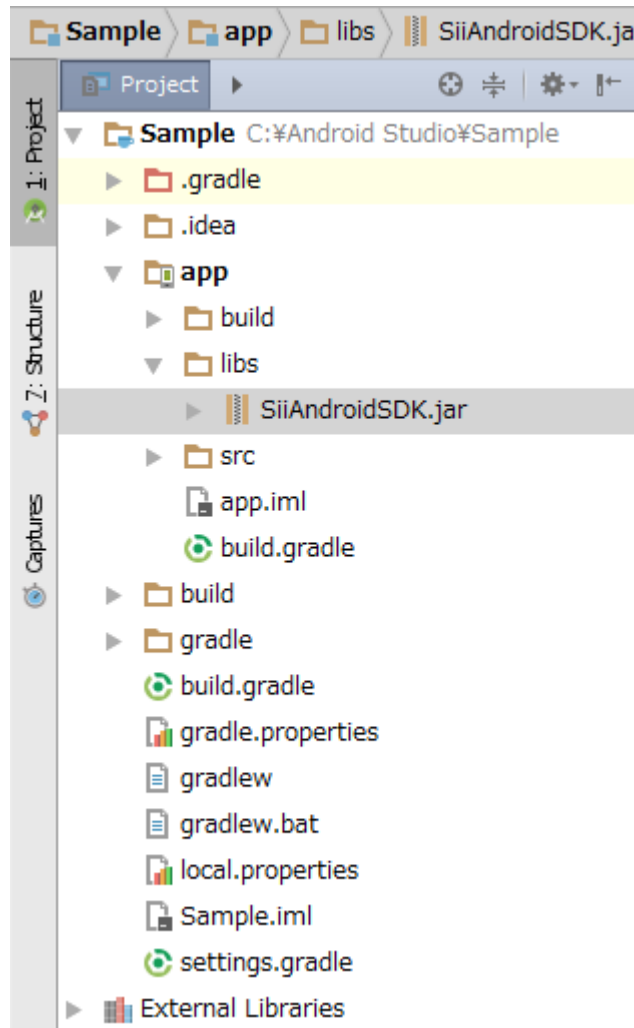 Sample app libs SiiAndroidSDK.ja
Project
1: Project
Sample C:¥Android Studio¥Sample
.gradle
.idea
app
build
libs
7: Structure
SiiAndroidSDK.jar
src
app.iml
Captures
build.gradle
build
gradle
build.gradle
gradle.properties
gradlew
gradlew.bat
local.properties
Sample.iml
settings.gradle
External Libraries